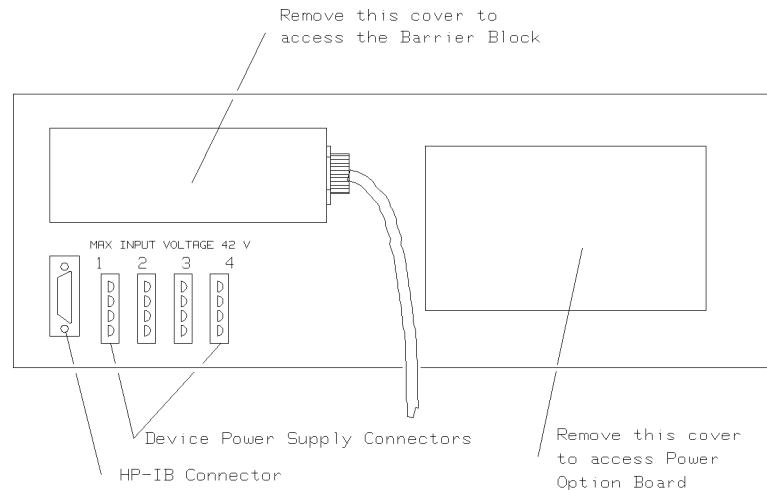 Remove this cover to
access the Barrier Block
MAX INPUT VOLTAGE 42 V
1 2 3 4
Device Power Supply Connectors
HP-IB Connector
Remove this cover
to access Power
Option Board